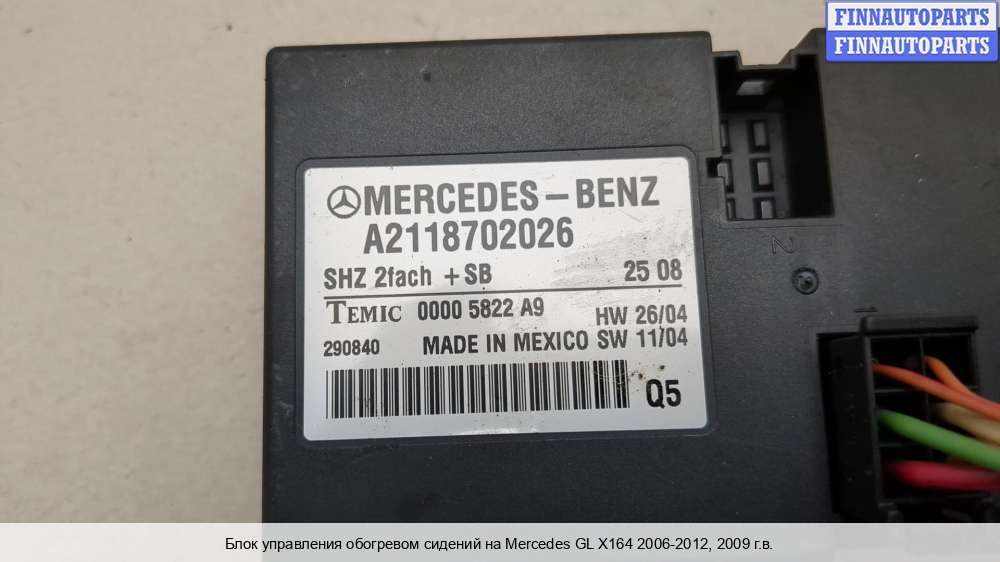 FINNAUTOPARTS
FINNAUTOPARTS
MERCEDES-BENZ
A2118702026
SHZ 2fach +SB 25 08
TEMIC 0000 5822 A9 HW 26/04
290840 MADE IN MEXICO SW 11/04
Q5
N
1
Блок управления обогревом сидений на Mercedes GL X164 2006-2012, 2009 г.в.